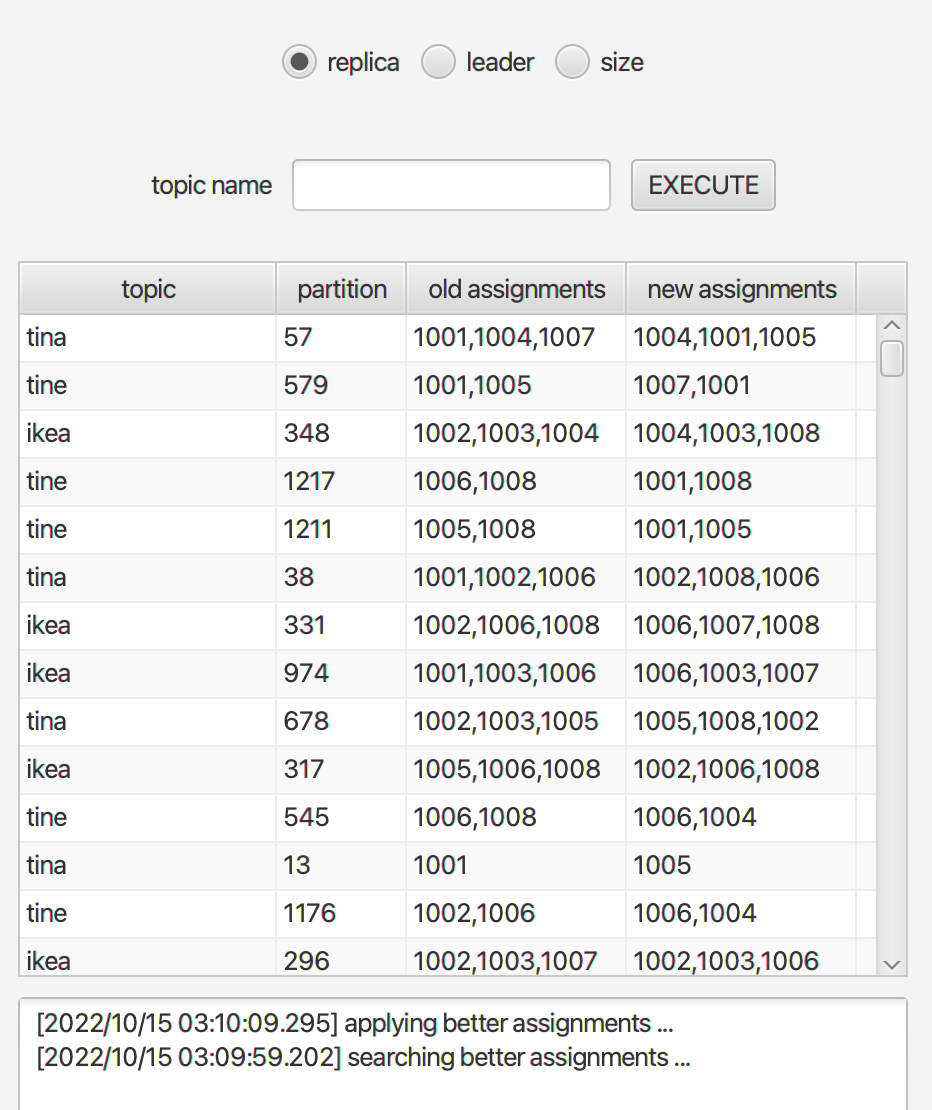 replica leader size
topic name EXECUTE
topic partition old assignments new assignments
tina 57 1001,1004,1007 1004,1001,1005
tine 579 1001,1005 1007,1001
ikea 348 1002,1003,1004 1004,1003,1008
tine 1217 1006,1008 1001,1008
tine 1211 1005,1008 1001,1005
tina 38 1001,1002,1006 1002,1008,1006
ikea 331 1002,1006,1008 1006,1007,1008
ikea 974 1001,1003,1006 1006,1003,1007
tina 678 1002,1003,1005 1005,1008,1002
ikea 317 1005,1006,1008 1002,1006,1008
tine 545 1006,1008 1006,1004
tina 13 1001 1005
tine 1176 1002,1006 1006,1004
ikea 296 1002,1003,1007 1002,1003,1006
[2022/10/15 03:10:09.295] applying better assignments ...
[2022/10/15 03:09:59.202] searching better assignments ...